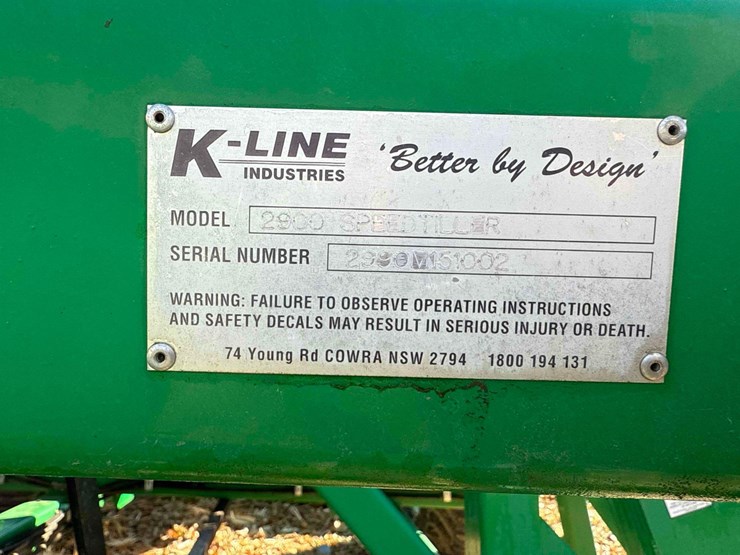 K-LINE
INDUSTRIES
'Better by Design'
MODEL 2900 SPEEDTILLER
SERIAL NUMBER
WARNING: FAILURE TO OBSERVE OPERATING INSTRUCTIONS
AND SAFETY DECALS MAY RESULT IN SERIOUS INJURY OR DEATH.
74 Young Rd COWRA NSW 2794 1800 194 131